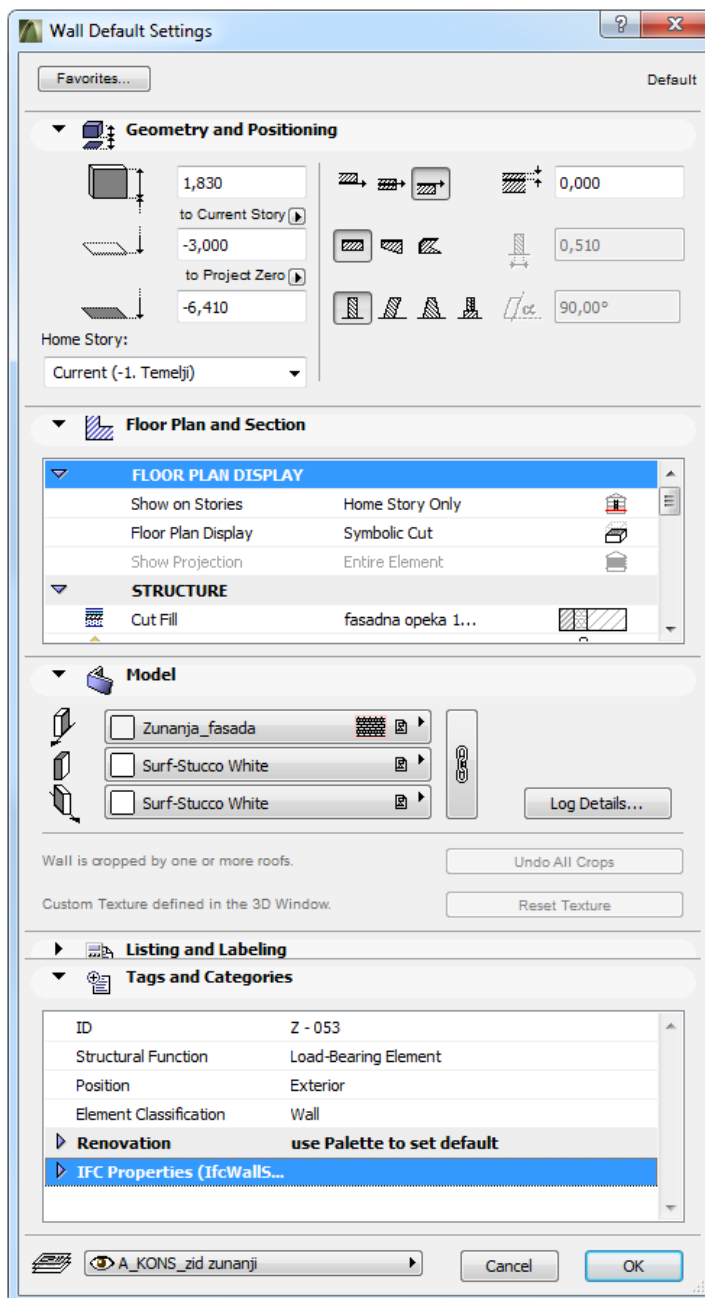 Wall Default Settings
Favorites...
Default
Geometry and Positioning
1,830
0,000
to Current Story
-3,000
0,510
to Project Zero
-6,410
α
90,00°
Home Story:
Current (-1. Temelji)
Floor Plan and Section
FLOOR PLAN DISPLAY
Show on Stories Home Story Only
Floor Plan Display Symbolic Cut
Show Projection Entire Element
STRUCTURE
Cut Fill fasadna opeka 1...
Model
Zunanja_fasada
Surf-Stucco White
Surf-Stucco White
Log Details...
Wall is cropped by one or more roofs.
Undo All Crops
Custom Texture defined in the 3D Window.
Reset Texture
Listing and Labeling
Tags and Categories
ID Z - 053
Structural Function Load-Bearing Element
Position Exterior
Element Classification Wall
Renovation use Palette to set default
IFC Properties (IfcWallS...
A_KONS_zid zunanji
Cancel
OK